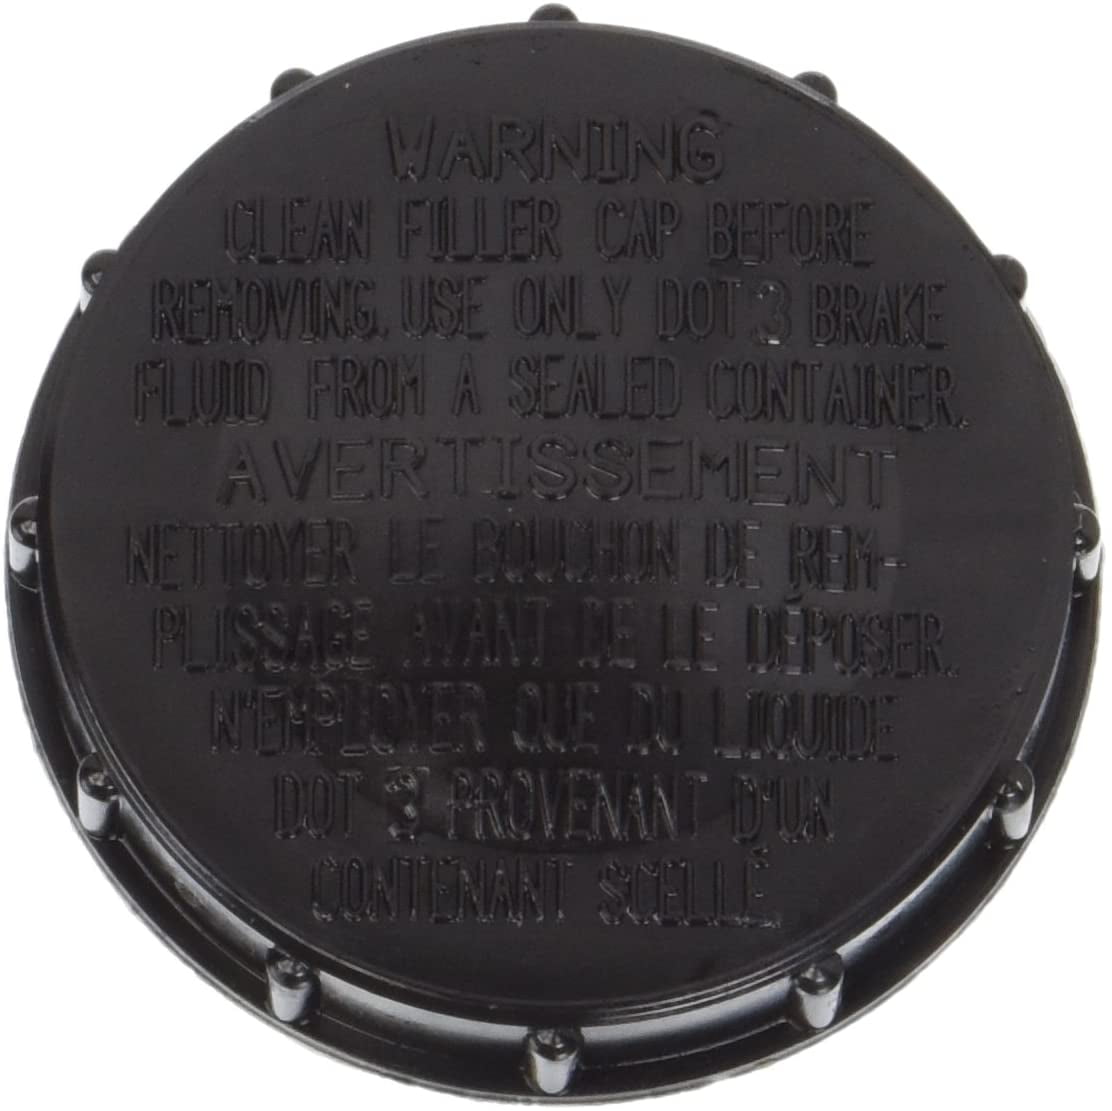 WARNING
CLEAN FILLER CAP BEFORE
REMOVING. USE ONLY DOT 3 BRAKE
FLUID FROM A SEALED CONTAINER.
AVERTISSEMENT
NETTOYER LE BOUCHON DE REM-
PLISSAGE AVANT DE LE DÉPOSER.
N'EMPLOYER QUE DU LIQUIDE
DOT 3 PROVENANT D'UN
CONTENANT SCELLÉ.